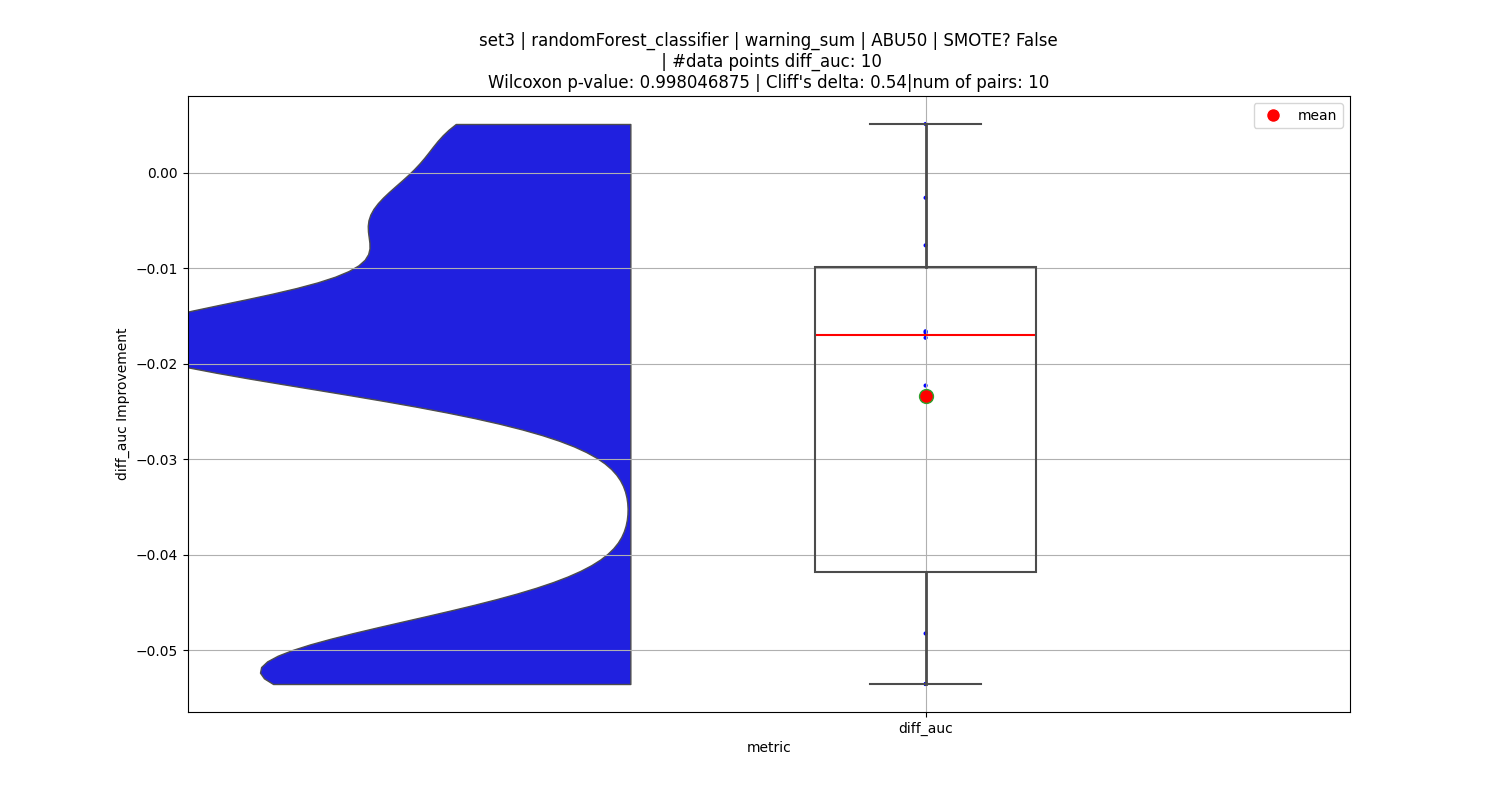 set3 | randomForest_classifier | warning_sum | ABU50 | SMOTE? False
| #data points diff_auc: 10
Wilcoxon p-value: 0.998046875 | Cliff's delta: 0.54|num of pairs: 10
mean
0.00
−0.01
−0.02
−0.03
−0.04
−0.05
diff_auc Improvement
diff_auc
metric